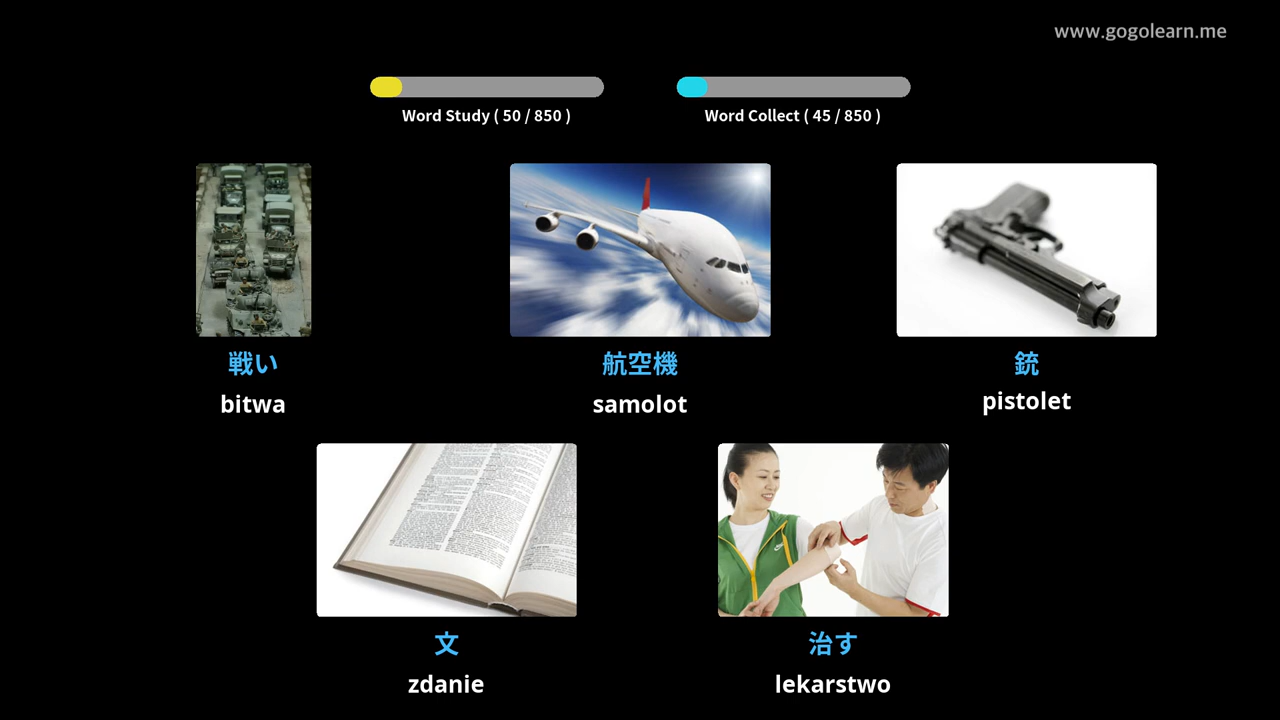 www.gogolearn.me
Word Study ( 50 / 850 )
Word Collect ( 45 / 850 )
戦い
bitwa
航空機
samolot
銃
pistolet
文
zdanie
治す
lekarstwo